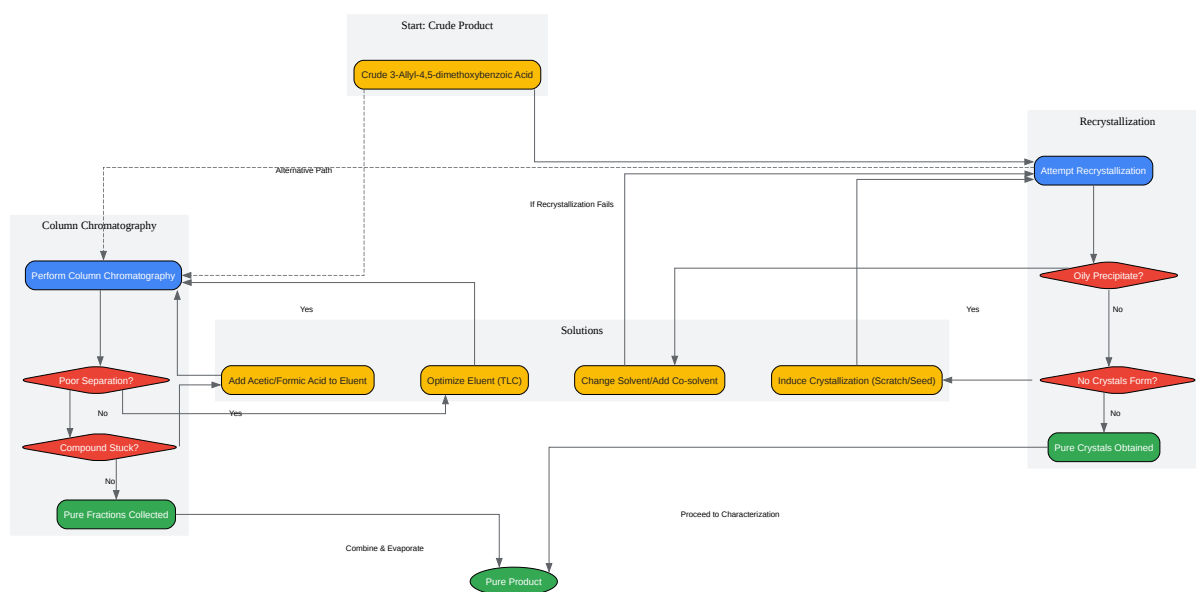 Start: Crude Product
Crude 3-Allyl-4,5-dimethoxybenzoic Acid
Recrystallization
Alternative Path
Attempt Recrystallization
If Recrystallization Fails
Column Chromatography
Perform Column Chromatography
Oily Precipitate?
Yes
Yes
No
Solutions
Poor Separation?
Add Acetic/Formic Acid to Eluent
Optimize Eluent (TLC)
Change Solvent/Add Co-solvent
Induce Crystallization (Scratch/Seed)
No Crystals Form?
No
Yes
No
Compound Stuck?
Pure Crystals Obtained
No
Pure Fractions Collected
Proceed to Characterization
Combine & Evaporate
Pure Product